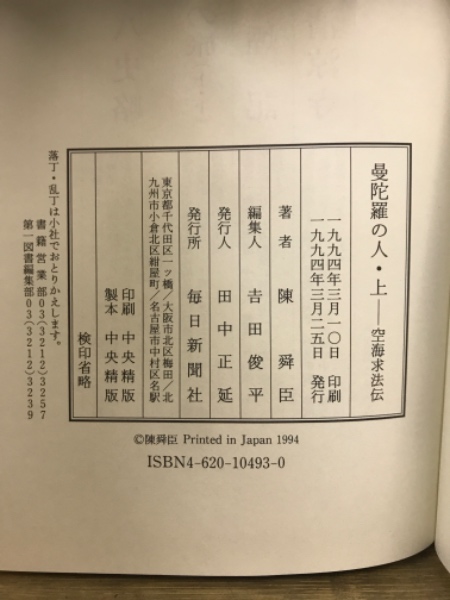 曼陀羅の人・上――空海求法伝
一九九四年三月一〇日 印刷
一九九四年三月二五日 発行
著者 陳舜臣
編集人 吉田俊平
発行人 田中正延
発行所 毎日新聞社
東京都千代田区一ッ橋/大阪市北区梅田/北
九州市小倉北区紺屋町/名古屋市中村区名駅
印刷 中央精版
製本 中央精版
検印省略
落丁・乱丁は小社でおとりかえします。
書籍営業部03(3212)3257
第一図書編集部03(3212)3239
©陳舜臣 Printed in Japan 1994
ISBN4-620-10493-0